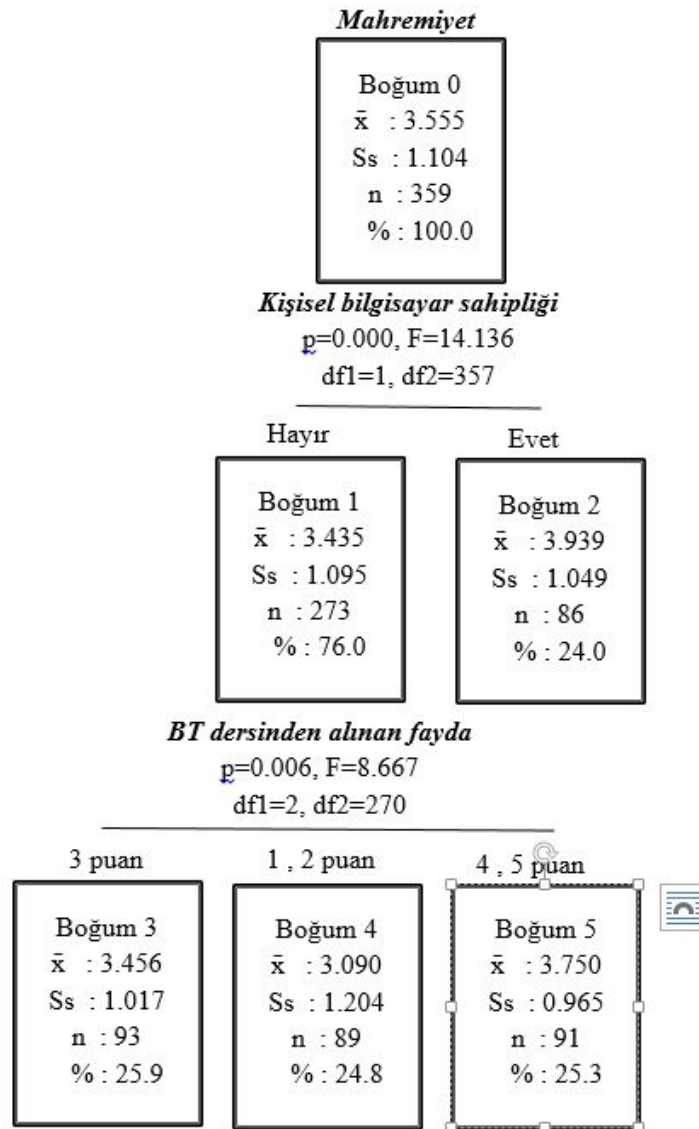 Mahremiyet
Boğum 0
x̄ : 3.555
Ss : 1.104
n : 359
% : 100.0
Kişisel bilgisayar sahipliği
p=0.000, F=14.136
df1=1, df2=357
Hayır
Evet
Boğum 1
x̄ : 3.435
Ss : 1.095
n : 273
% : 76.0
Boğum 2
x̄ : 3.939
Ss : 1.049
n : 86
% : 24.0
BT dersinden alınan fayda
p=0.006, F=8.667
df1=2, df2=270
3 puan
1 , 2 puan
4 , 5 puan
Boğum 3
x̄ : 3.456
Ss : 1.017
n : 93
% : 25.9
Boğum 4
x̄ : 3.090
Ss : 1.204
n : 89
% : 24.8
Boğum 5
x̄ : 3.750
Ss : 0.965
n : 91
% : 25.3